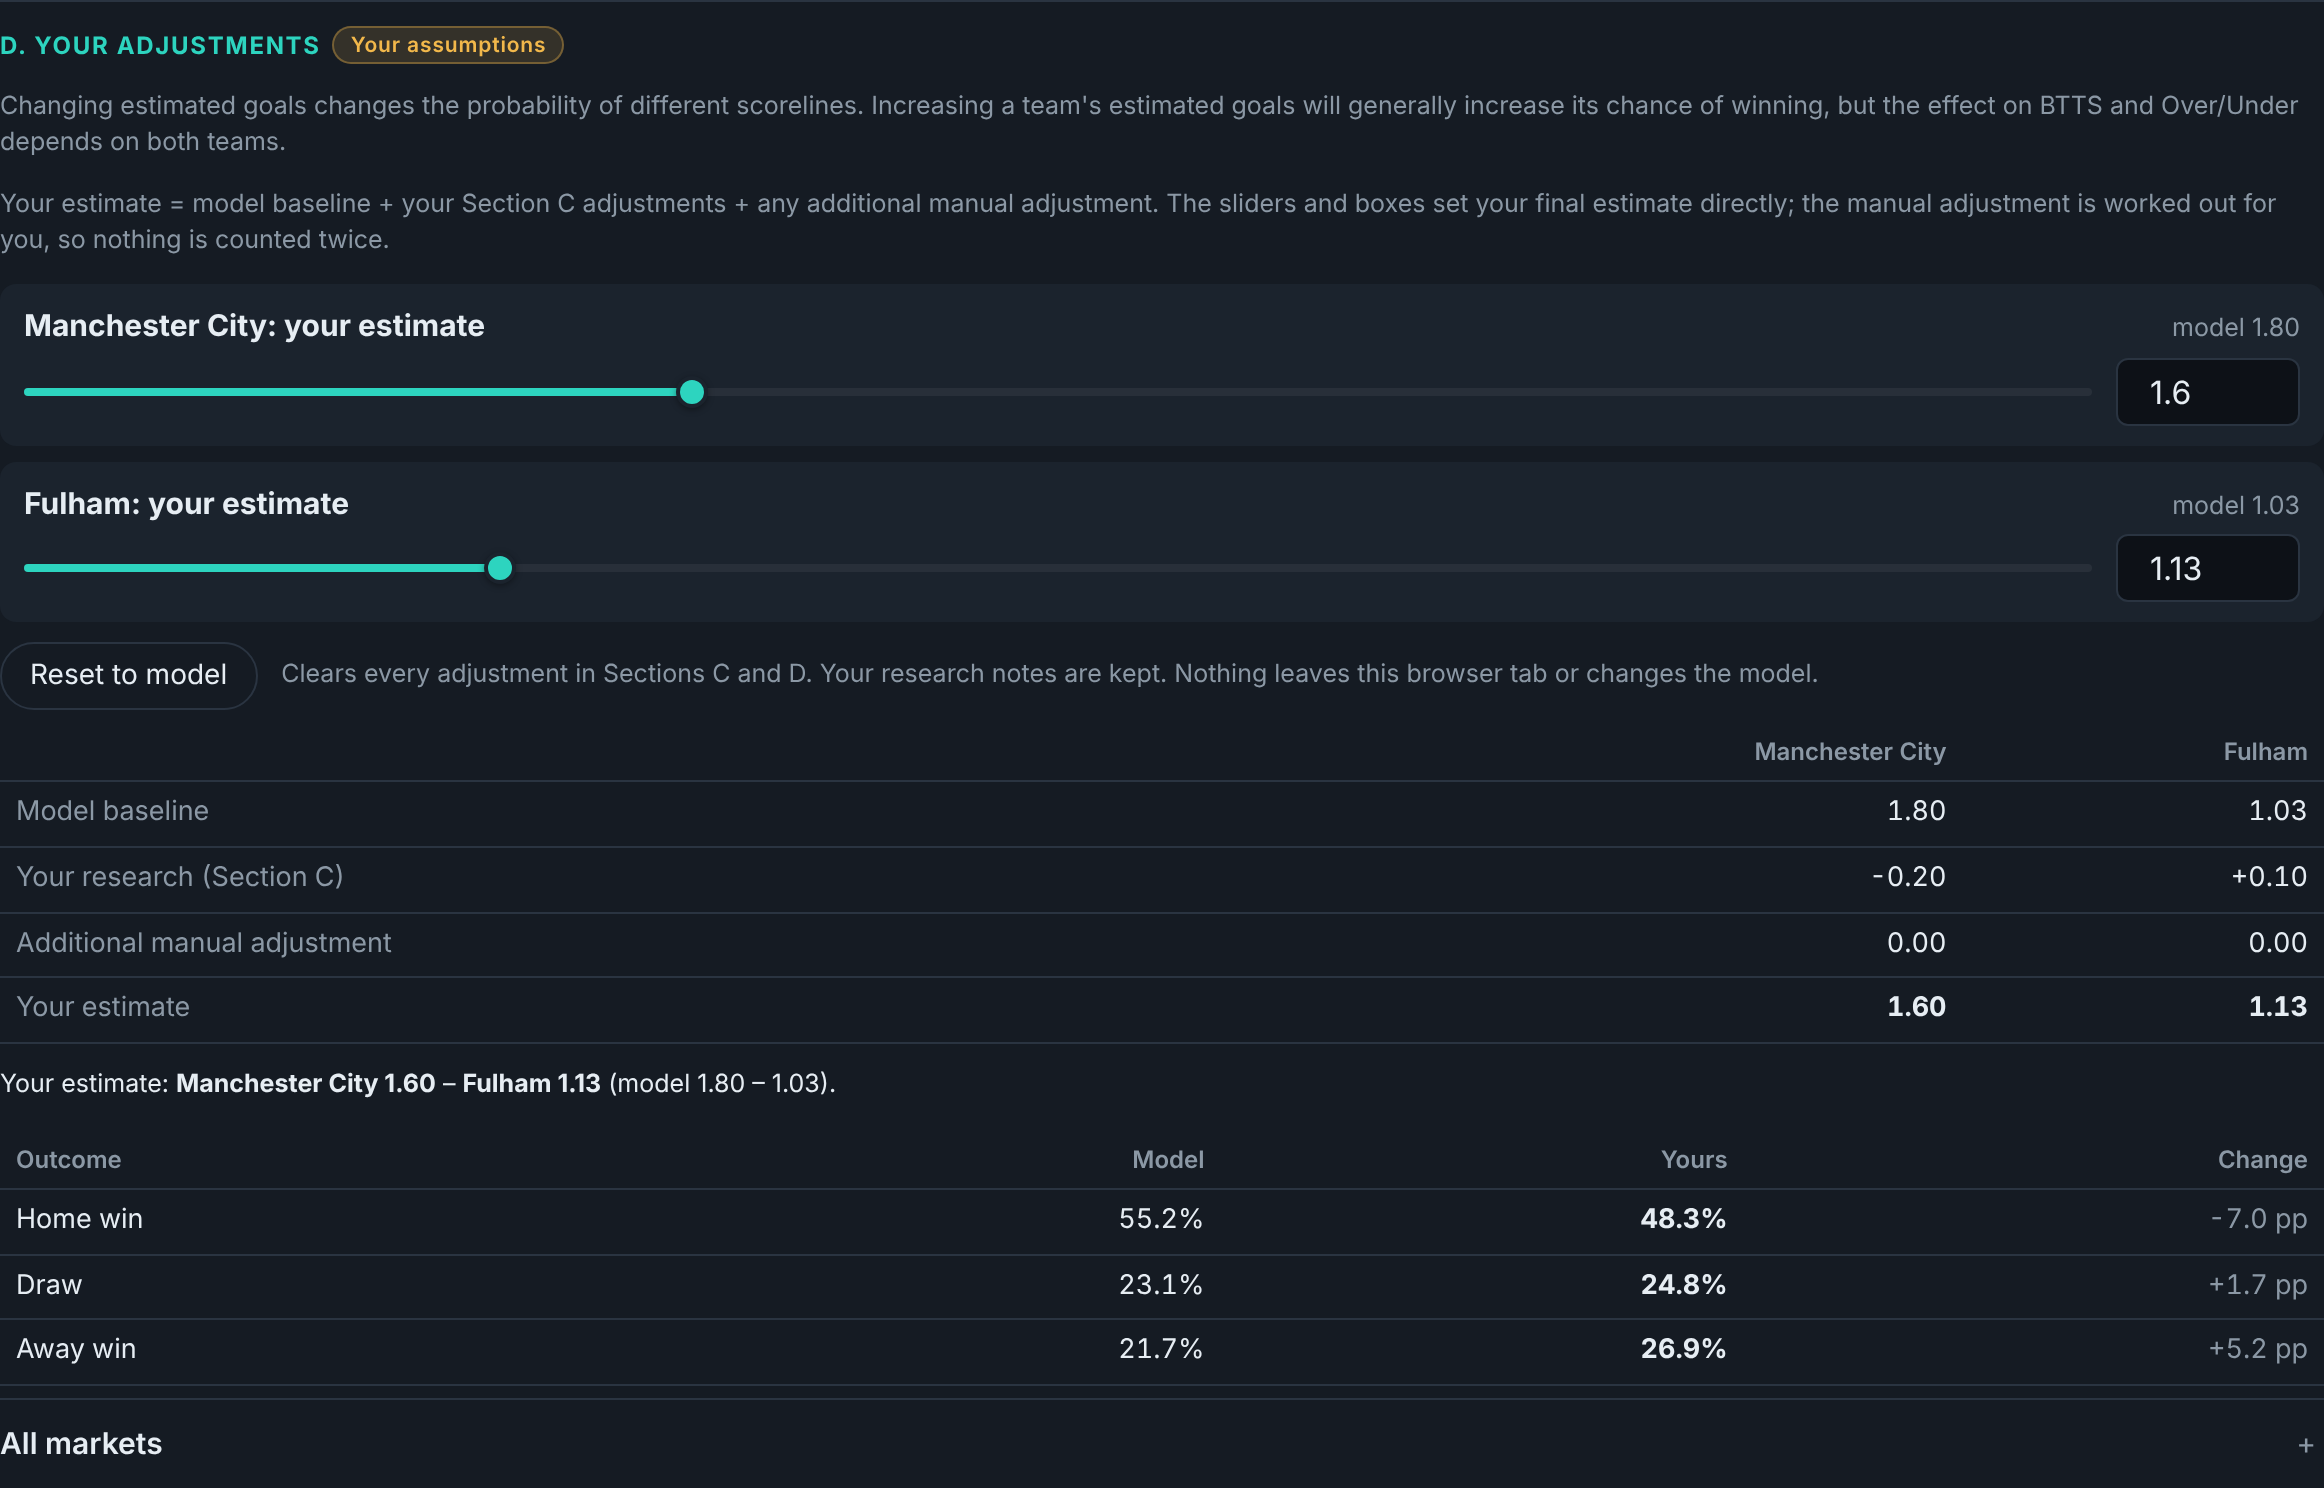 D. YOUR ADJUSTMENTS Your assumptions
Changing estimated goals changes the probability of different scorelines. Increasing a team's estimated goals will generally increase its chance of winning, but the effect on BTTS and Over/Under
depends on both teams.
Your estimate = model baseline + your Section C adjustments + any additional manual adjustment. The sliders and boxes set your final estimate directly; the manual adjustment is worked out for
you, so nothing is counted twice.
Manchester City: your estimate model 1.80
1.6
Fulham: your estimate model 1.03
1.13
Reset to model Clears every adjustment in Sections C and D. Your research notes are kept. Nothing leaves this browser tab or changes the model.
Manchester City Fulham
Model baseline 1.80 1.03
Your research (Section C) -0.20 +0.10
Additional manual adjustment 0.00 0.00
Your estimate 1.60 1.13
Your estimate: Manchester City 1.60 – Fulham 1.13 (model 1.80 – 1.03).
Outcome Model Yours Change
Home win 55.2% 48.3% -7.0 pp
Draw 23.1% 24.8% +1.7 pp
Away win 21.7% 26.9% +5.2 pp
All markets +